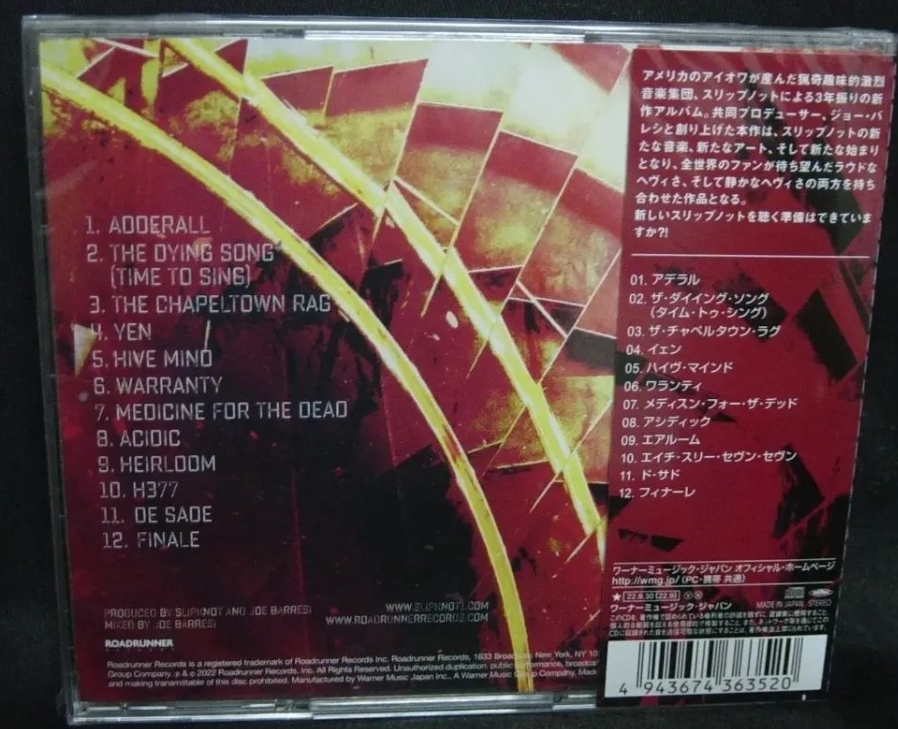 1. ADDERALL
2. THE DYING SONG
(TIME TO SING)
3. THE CHAPELTOWN RAG
4. YEN
5. HIVE MIND
6. WARRANTY
7. MEDICINE FOR THE DEAD
8. ACIDIC
9. HEIRLOOM
10. H377
11. DE SADE
12. FINALE
PRODUCED BY SLIPKNOT AND JOE BARRESI
MIXED BY JOE BARRESI
WWW.SLIPKNOT1.COM
WWW.ROADRUNNERRECORDS.COM
ROADRUNNER
Roadrunner Records is a registered trademark of Roadrunner Records Inc. Roadrunner Records, 1633 Broadway, New York, NY 10
Group Company. ℗ & © 2022 Roadrunner Records, Inc. All Rights Reserved. Unauthorized duplication, public performance, broadca
and making transmittable of this disc prohibited. Manufactured by Warner Music Japan Inc., A Warner Music Group Company, Made
アメリカのアイオワが産んだ猟奇趣味的激烈
音楽集団、スリップノットによる3年振りの新
作アルバム。共同プロデューサー、ジョー・バ
レシと創り上げた本作は、スリップノットの新
たな音楽、新たなアート、そして新たな始まり
となり、全世界のファンが待ち望んだラウドな
ヘヴィさ、そして静かなヘヴィさの両方を持ち
合わせた作品となる。
新しいスリップノットを聴く準備はできていま
すか?!
01. アデラル
02. ザ・ダイイング・ソング
(タイム・トゥ・シング)
03. ザ・チャペルタウン・ラグ
04. イェン
05. ハイヴ・マインド
06. ワランティ
07. メディスン・フォー・ザ・デッド
08. アシディック
09. エアルーム
10. エイチ・スリー・セヴン・セヴン
11. ド・サド
12. フィナーレ
ワーナーミュージック・ジャパン オフィシャル・ホームページ
http://wmg.jp/(PC・携帯 共通)
★ 22.9.30 (22.9) Ⓨ Ⓧ
ワーナーミュージック・ジャパン MADE IN JAPAN STEREO
4 943674 363520